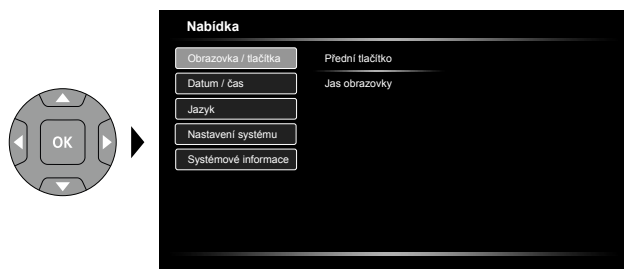 Nabídka
Obrazovka / tlačítka
Přední tlačítko
Datum / čas
Jas obrazovky
Jazyk
OK
Nastavení systému
Systémové informace